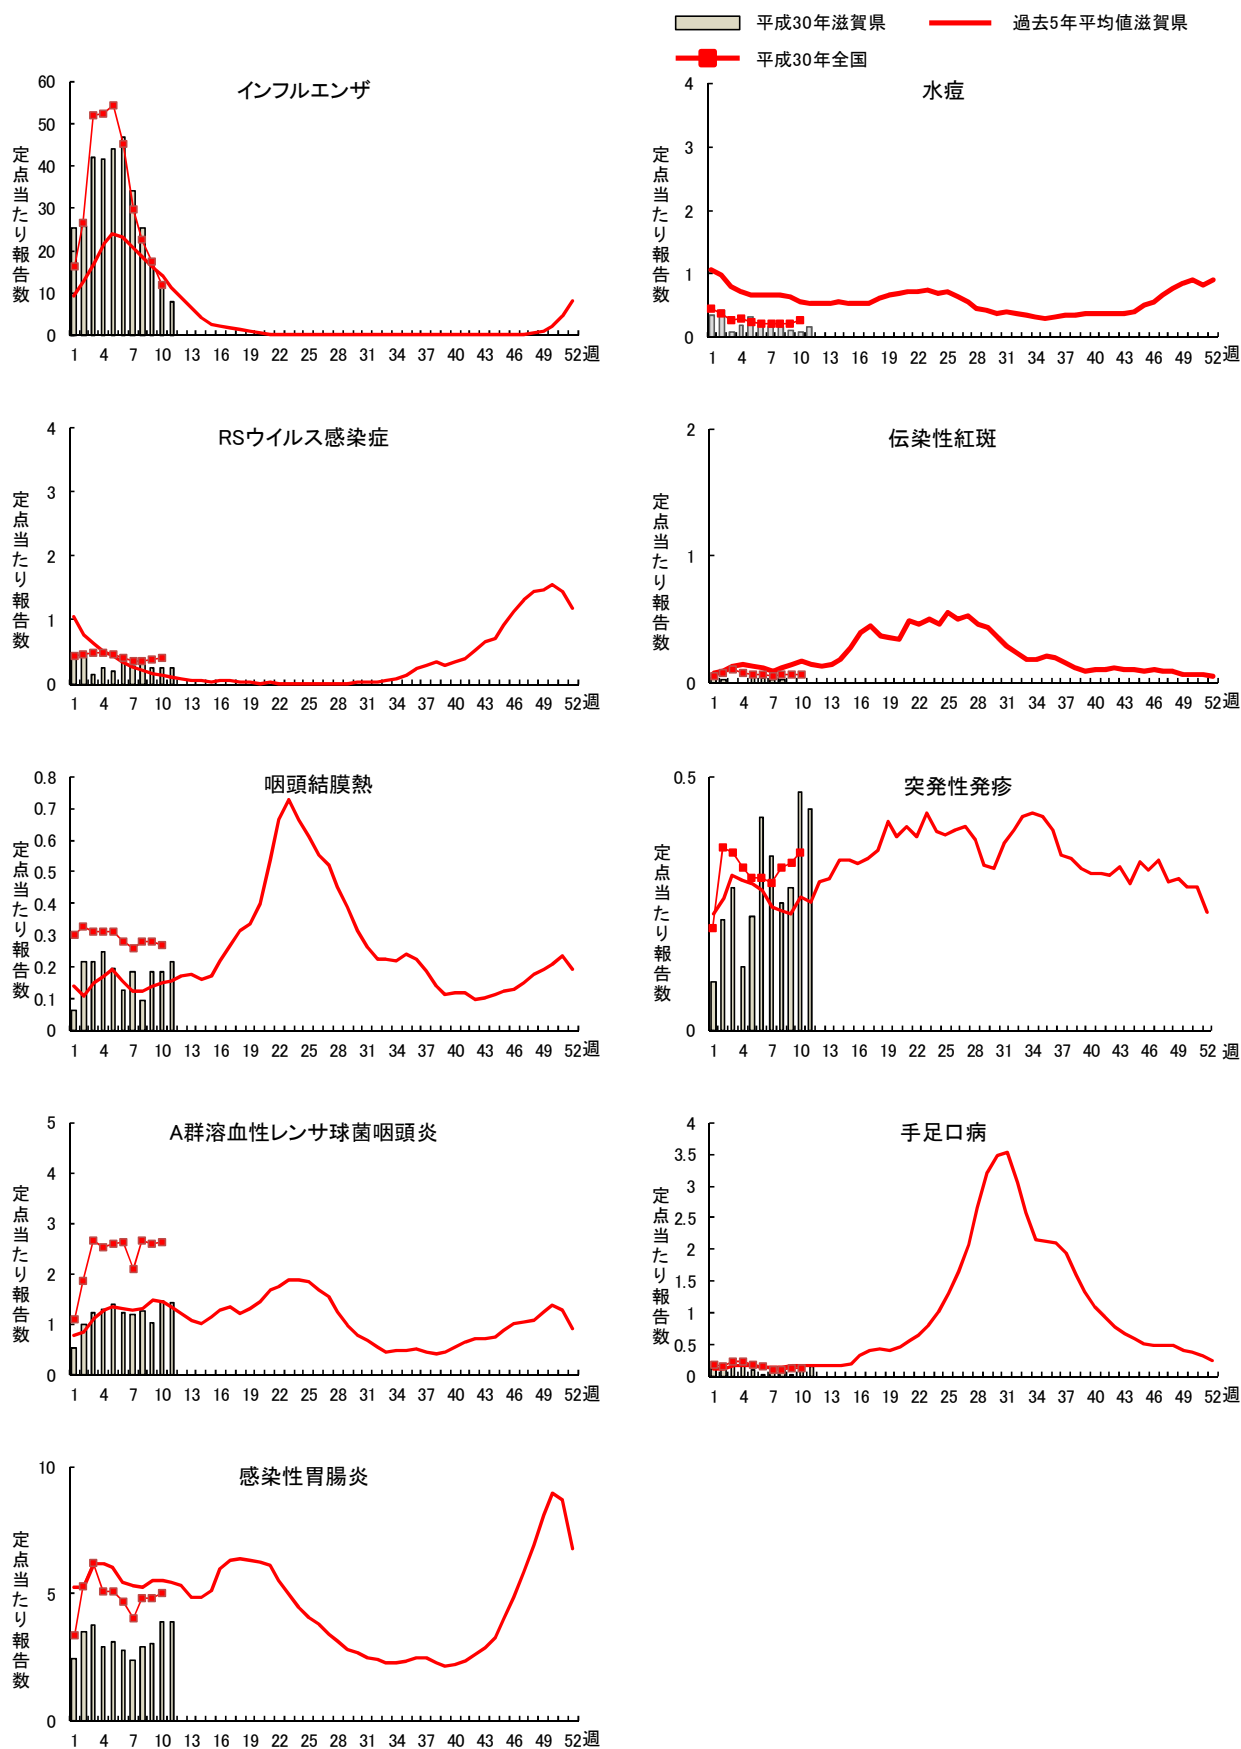 平成30年滋賀県
過去5年平均値滋賀県
平成30年全国
インフルエンザ
定点当たり報告数
60
50
40
30
20
10
0
1 4 7 10 13 16 19 22 25 28 31 34 37 40 43 46 49 52週
水痘
定点当たり報告数
4
3
2
1
0
1 4 7 10 13 16 19 22 25 28 31 34 37 40 43 46 49 52週
RSウイルス感染症
定点当たり報告数
4
3
2
1
0
1 4 7 10 13 16 19 22 25 28 31 34 37 40 43 46 49 52週
伝染性紅斑
定点当たり報告数
2
1
0
1 4 7 10 13 16 19 22 25 28 31 34 37 40 43 46 49 52週
咽頭結膜熱
定点当たり報告数
0.8
0.7
0.6
0.5
0.4
0.3
0.2
0.1
0
1 4 7 10 13 16 19 22 25 28 31 34 37 40 43 46 49 52週
突発性発疹
定点当たり報告数
0.5
0
1 4 7 10 13 16 19 22 25 28 31 34 37 40 43 46 49 52 週
A群溶血性レンサ球菌咽頭炎
定点当たり報告数
5
4
3
2
1
0
1 4 7 10 13 16 19 22 25 28 31 34 37 40 43 46 49 52週
手足口病
定点当たり報告数
4
3.5
3
2.5
2
1.5
1
0.5
0
1 4 7 10 13 16 19 22 25 28 31 34 37 40 43 46 49 52週
感染性胃腸炎
定点当たり報告数
10
5
0
1 4 7 10 13 16 19 22 25 28 31 34 37 40 43 46 49 52週